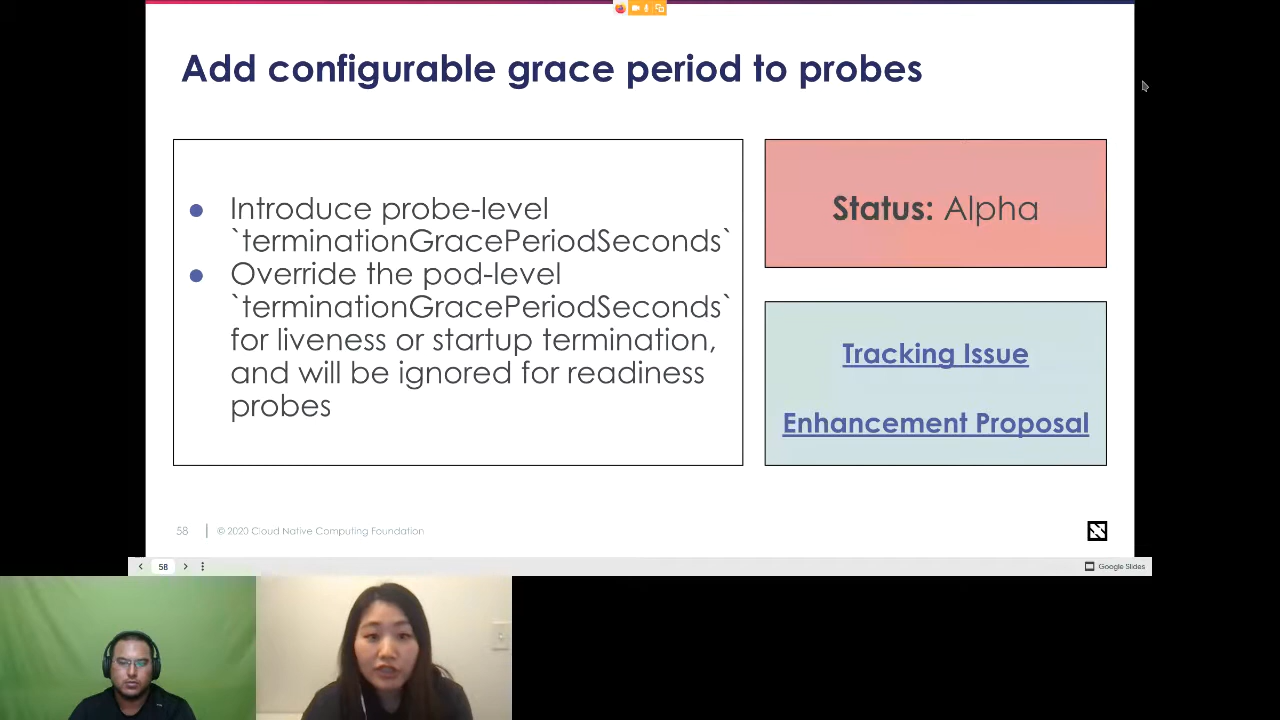 Add configurable grace period to probes
● Introduce probe-level
`terminationGracePeriodSeconds`
● Override the pod-level
`terminationGracePeriodSeconds`
for liveness or startup termination,
and will be ignored for readiness
probes
Status: Alpha
Tracking Issue
Enhancement Proposal
58 | © 2020 Cloud Native Computing Foundation
58
Google Slides